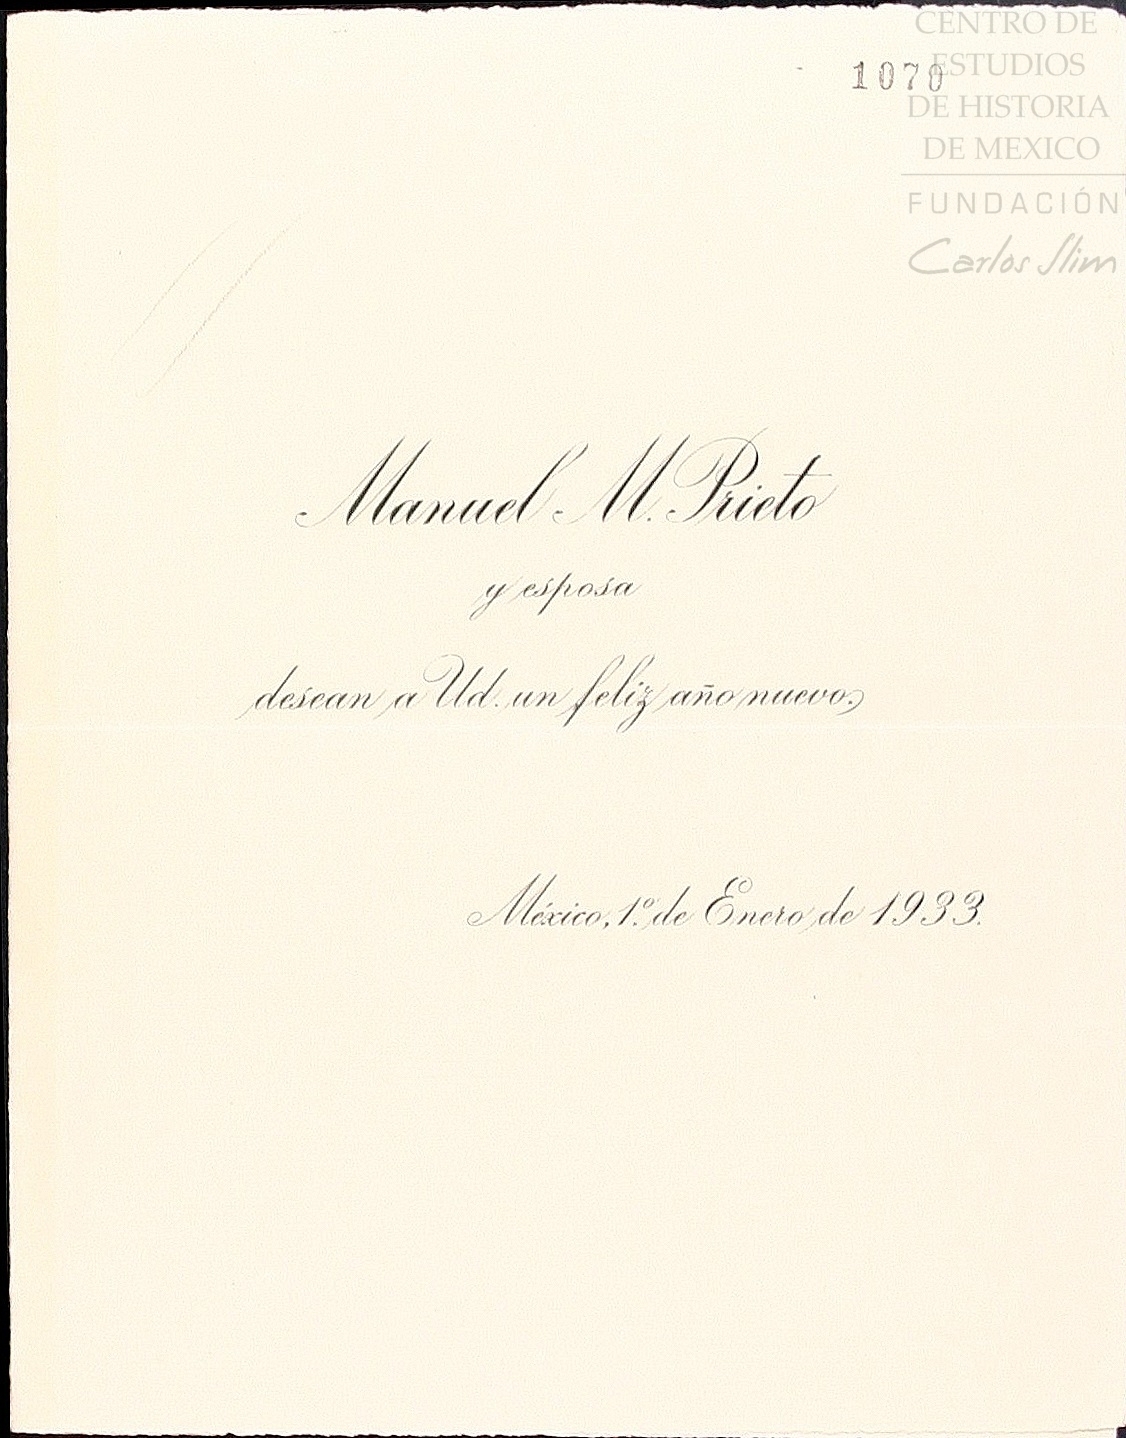 CENTRO DE
ESTUDIOS
1070
DE HISTORIA
DE MEXICO
FUNDACIÓN
Carlos Slim
Manuel M. Prieto
y esposa
desean a Ud. un feliz año nuevo.
México, 1º de Enero de 1933.